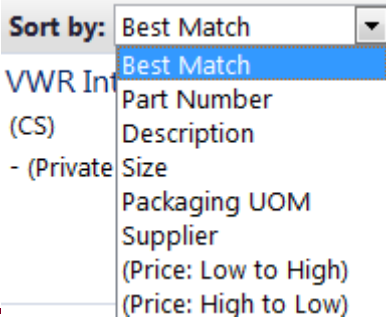 Sort by: Best Match
Best Match
VWR Int
Part Number
(CS)
Description
- (Private
Size
Packaging UOM
Supplier
(Price: Low to High)
(Price: High to Low)